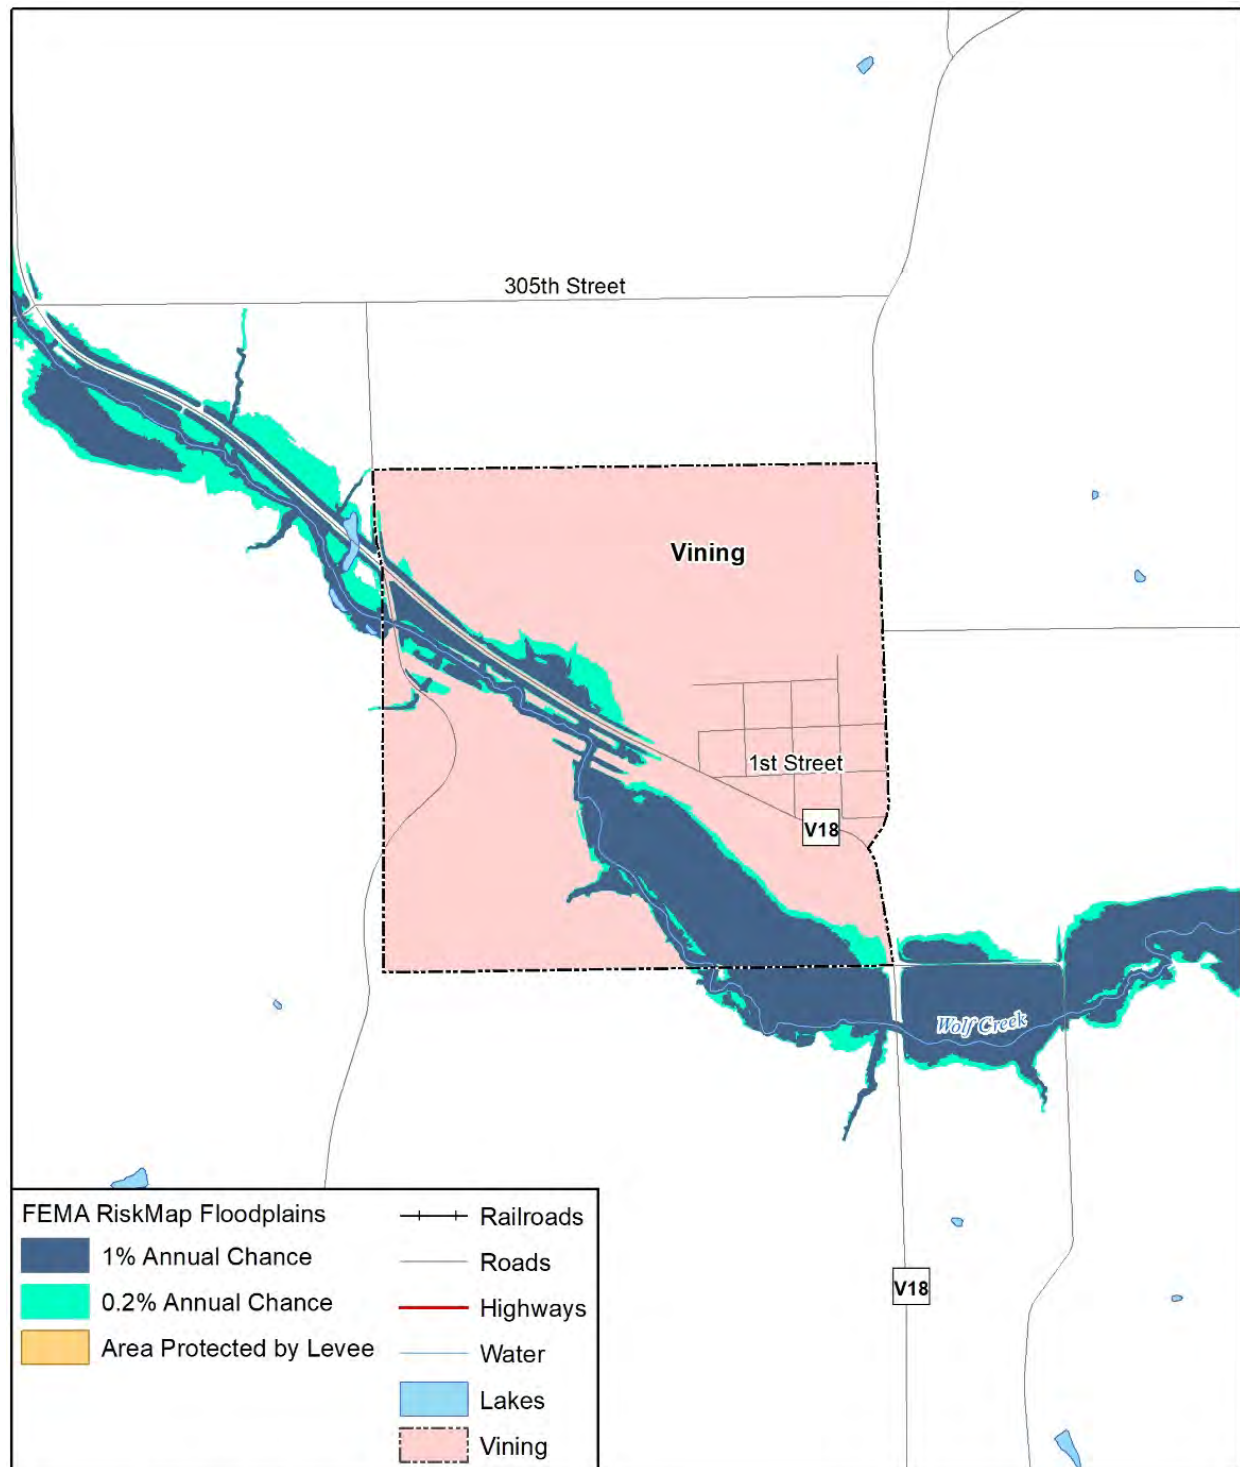 305th Street
Vining
1st Street
V18
Wolf Creek
V18
FEMA RiskMap Floodplains
1% Annual Chance
0.2% Annual Chance
Area Protected by Levee
Railroads
Roads
Highways
Water
Lakes
Vining